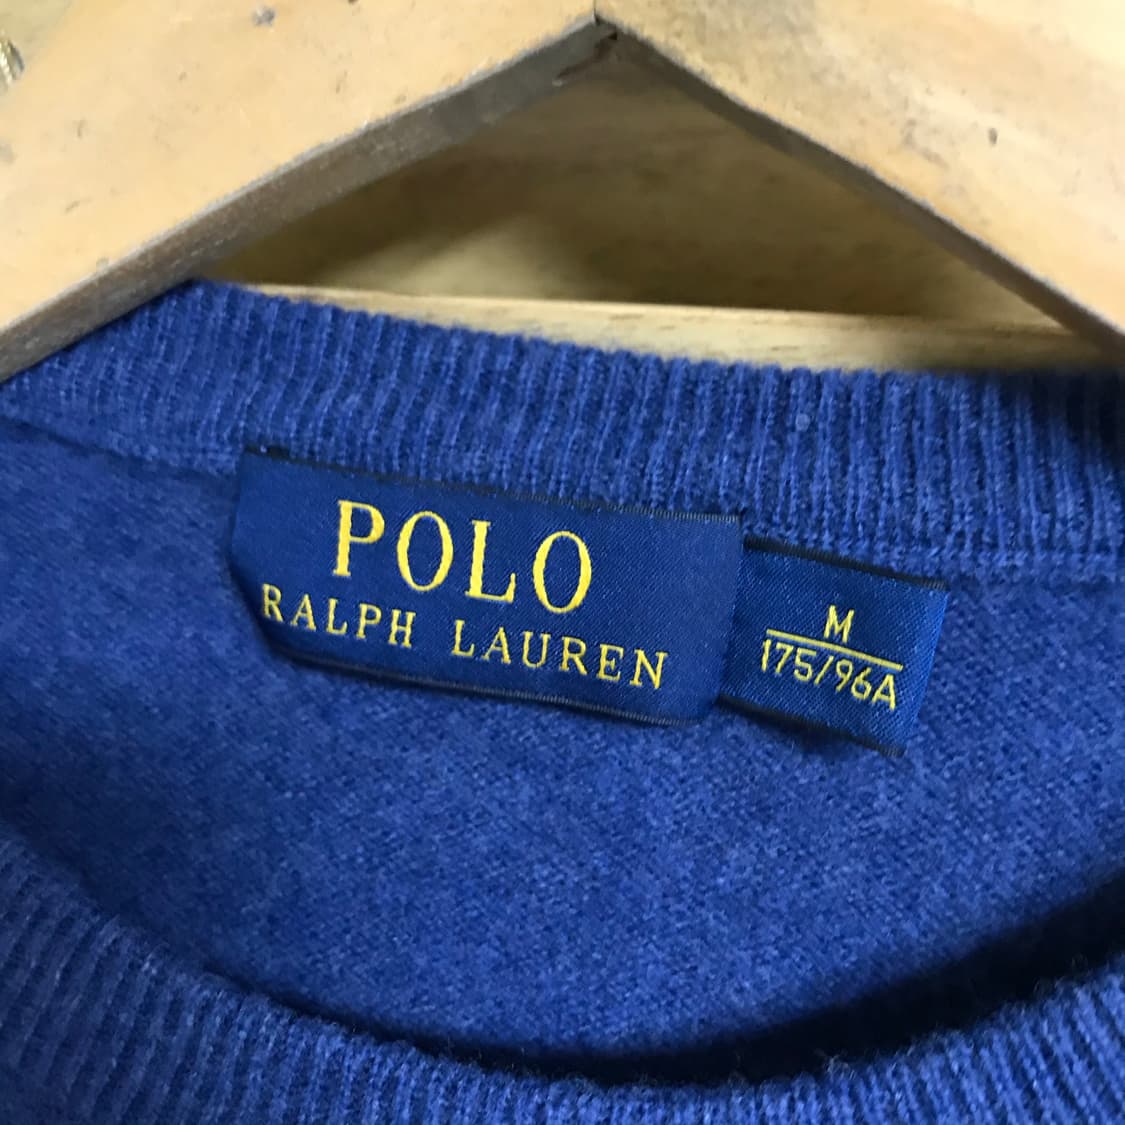 POLO
RALPH LAUREN
M
175/96A